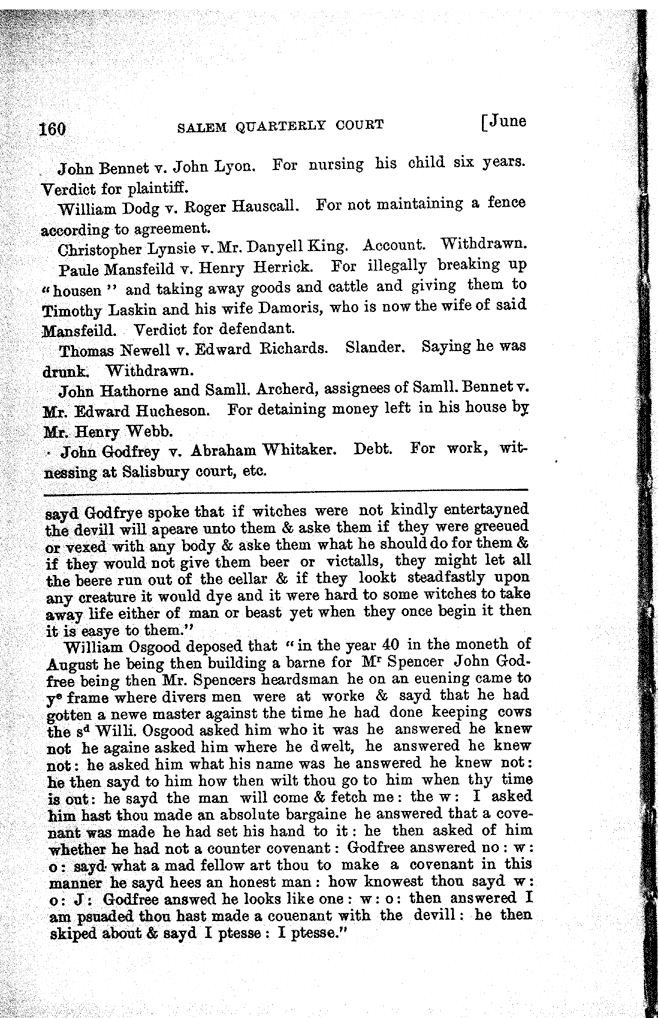 160 SALEM QUARTERLY COURT [June
John Bennet v. John Lyon. For nursing his child six years.
Verdict for plaintiff.
William Dodg v. Roger Hauscall. For not maintaining a fence
according to agreement.
Christopher Lynsie v. Mr. Danyell King. Account. Withdrawn.
Paule Mansfeild v. Henry Herrick. For illegally breaking up
"housen" and taking away goods and cattle and giving them to
Timothy Laskin and his wife Damoris, who is now the wife of said
Mansfeild. Verdict for defendant.
Thomas Newell v. Edward Richards. Slander. Saying he was
drunk. Withdrawn.
John Hathorne and Samll. Archerd, assignees of Samll. Bennet v.
Mr. Edward Hucheson. For detaining money left in his house by
Mr. Henry Webb.
John Godfrey v. Abraham Whitaker. Debt. For work, wit-
nessing at Salisbury court, etc.
sayd Godfrye spoke that if witches were not kindly entertayned
the devill will apeare unto them & aske them if they were greeued
or vexed with any body & aske them what he should do for them &
if they would not give them beer or victalls, they might let all
the beere run out of the cellar & if they lookt steadfastly upon
any creature it would dye and it were hard to some witches to take
away life either of man or beast yet when they once begin it then
it is easye to them."
William Osgood deposed that "in the year 40 in the moneth of
August he being then building a barne for Mr Spencer John God-
free being then Mr. Spencers heardsman he on an euening came to
ye frame where divers men were at worke & sayd that he had
gotten a newe master against the time he had done keeping cows
the sd Willi. Osgood asked him who it was he answered he knew
not he againe asked him where he dwelt, he answered he knew
not: he asked him what his name was he answered he knew not:
he then sayd to him how then wilt thou go to him when thy time
is out: he sayd the man will come & fetch me: the w: I asked
him hast thou made an absolute bargaine he answered that a cove-
nant was made he had set his hand to it: he then asked of him
whether he had not a counter covenant: Godfree answered no: w:
o: sayd what a mad fellow art thou to make a covenant in this
manner he sayd hees an honest man: how knowest thou sayd w:
o: J: Godfree answed he looks like one: w: o: then answered I
am psuaded thou hast made a couenant with the devill: he then
skiped about & sayd I ptesse: I ptesse."